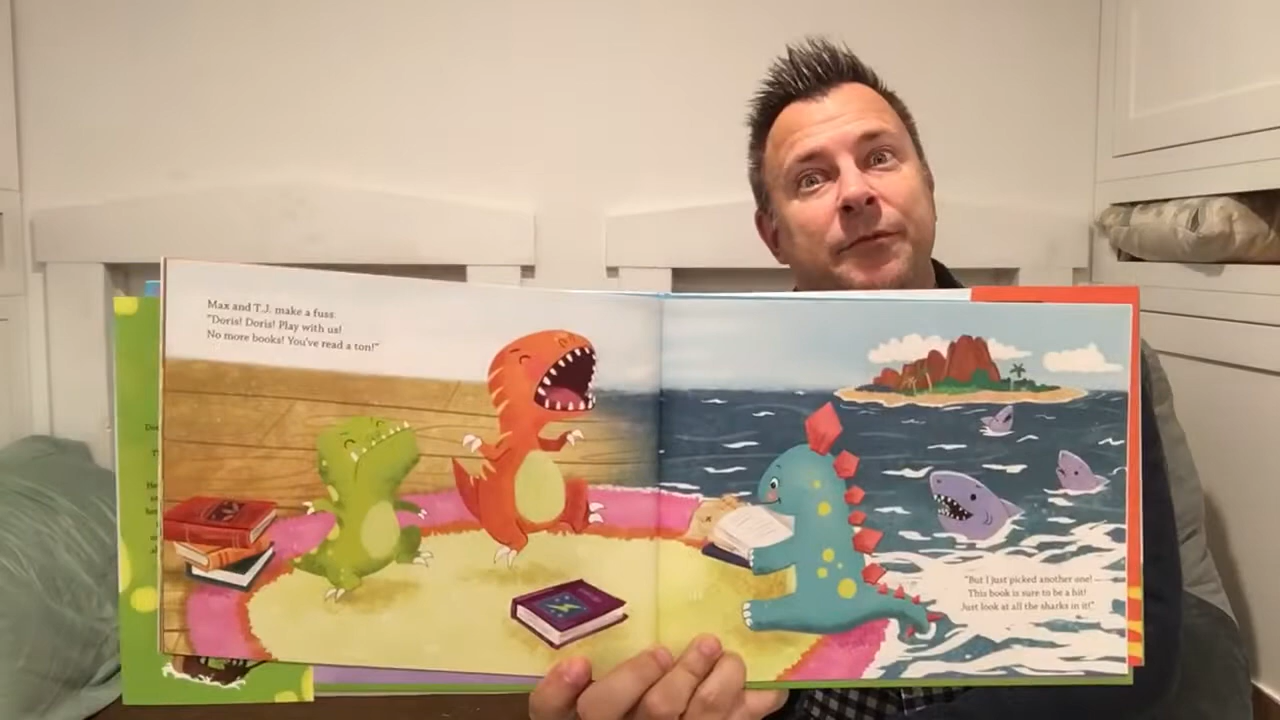 Max and T.J. make a fuss.
"Doris! Doris! Play with us!
No more books! You've read a ton!"
"But I just picked another one!
This book is sure to be a hit!
Just look at all the sharks in it!"